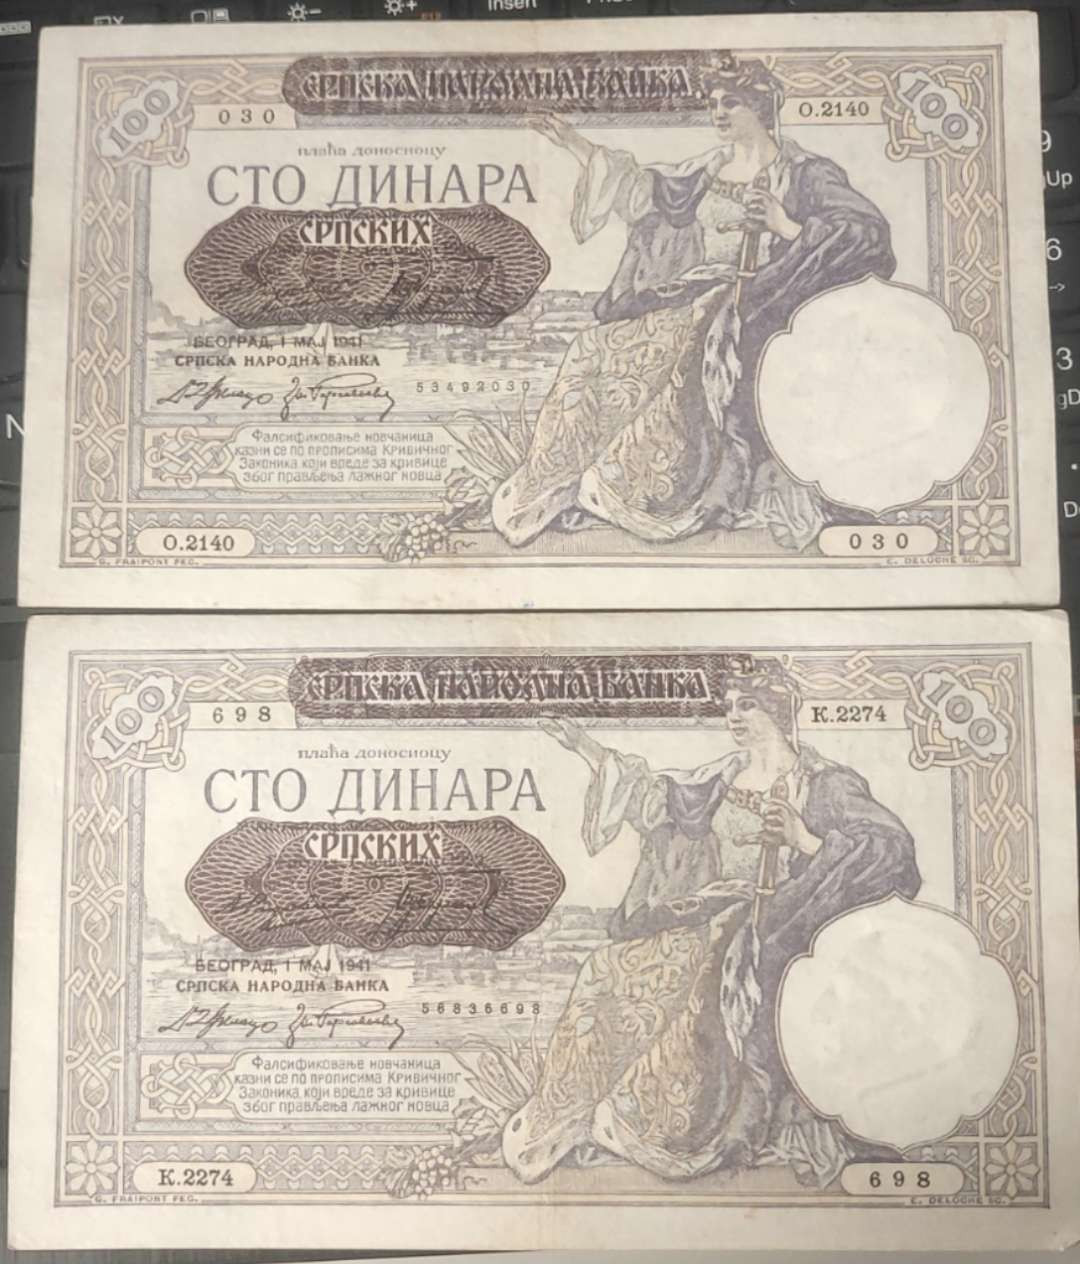 Insert
100
030
СРПСКА НАРОДНА БАНКА
О.2140
100
плаћа доносиоцу
СТО ДИНАРА
СРПСКИХ
БЕОГРАД, 1 МАЈ 1941
СРПСКА НАРОДНА БАНКА
53492030
Фалсификовање новчаница
казни се по прописима Кривичног
Законика који вреде за кривице
због прављења лажног новца
О.2140
030
G. FRAIPONT FEC.
E. DELOCHE SC.
100
698
СРПСКА НАРОДНА БАНКА
К.2274
100
плаћа доносиоцу
СТО ДИНАРА
СРПСКИХ
БЕОГРАД, 1 МАЈ 1941
СРПСКА НАРОДНА БАНКА
56836698
Фалсификовање новчаница
казни се по прописима Кривичног
Законика који вреде за кривице
због прављења лажног новца
К.2274
698
G. FRAIPONT FEC.
E. DELOCHE SC.